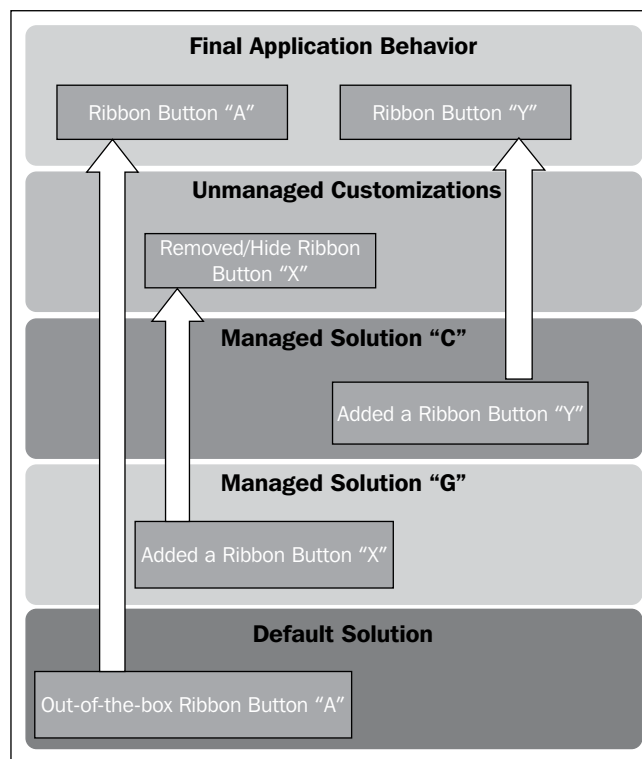 Final Application Behavior
Ribbon Button “A”
Ribbon Button “Y”
Unmanaged Customizations
Removed/Hide Ribbon
Button “X”
Managed Solution “C”
Added a Ribbon Button “Y”
Managed Solution “G”
Added a Ribbon Button “X”
Default Solution
Out-of-the-box Ribbon Button “A”